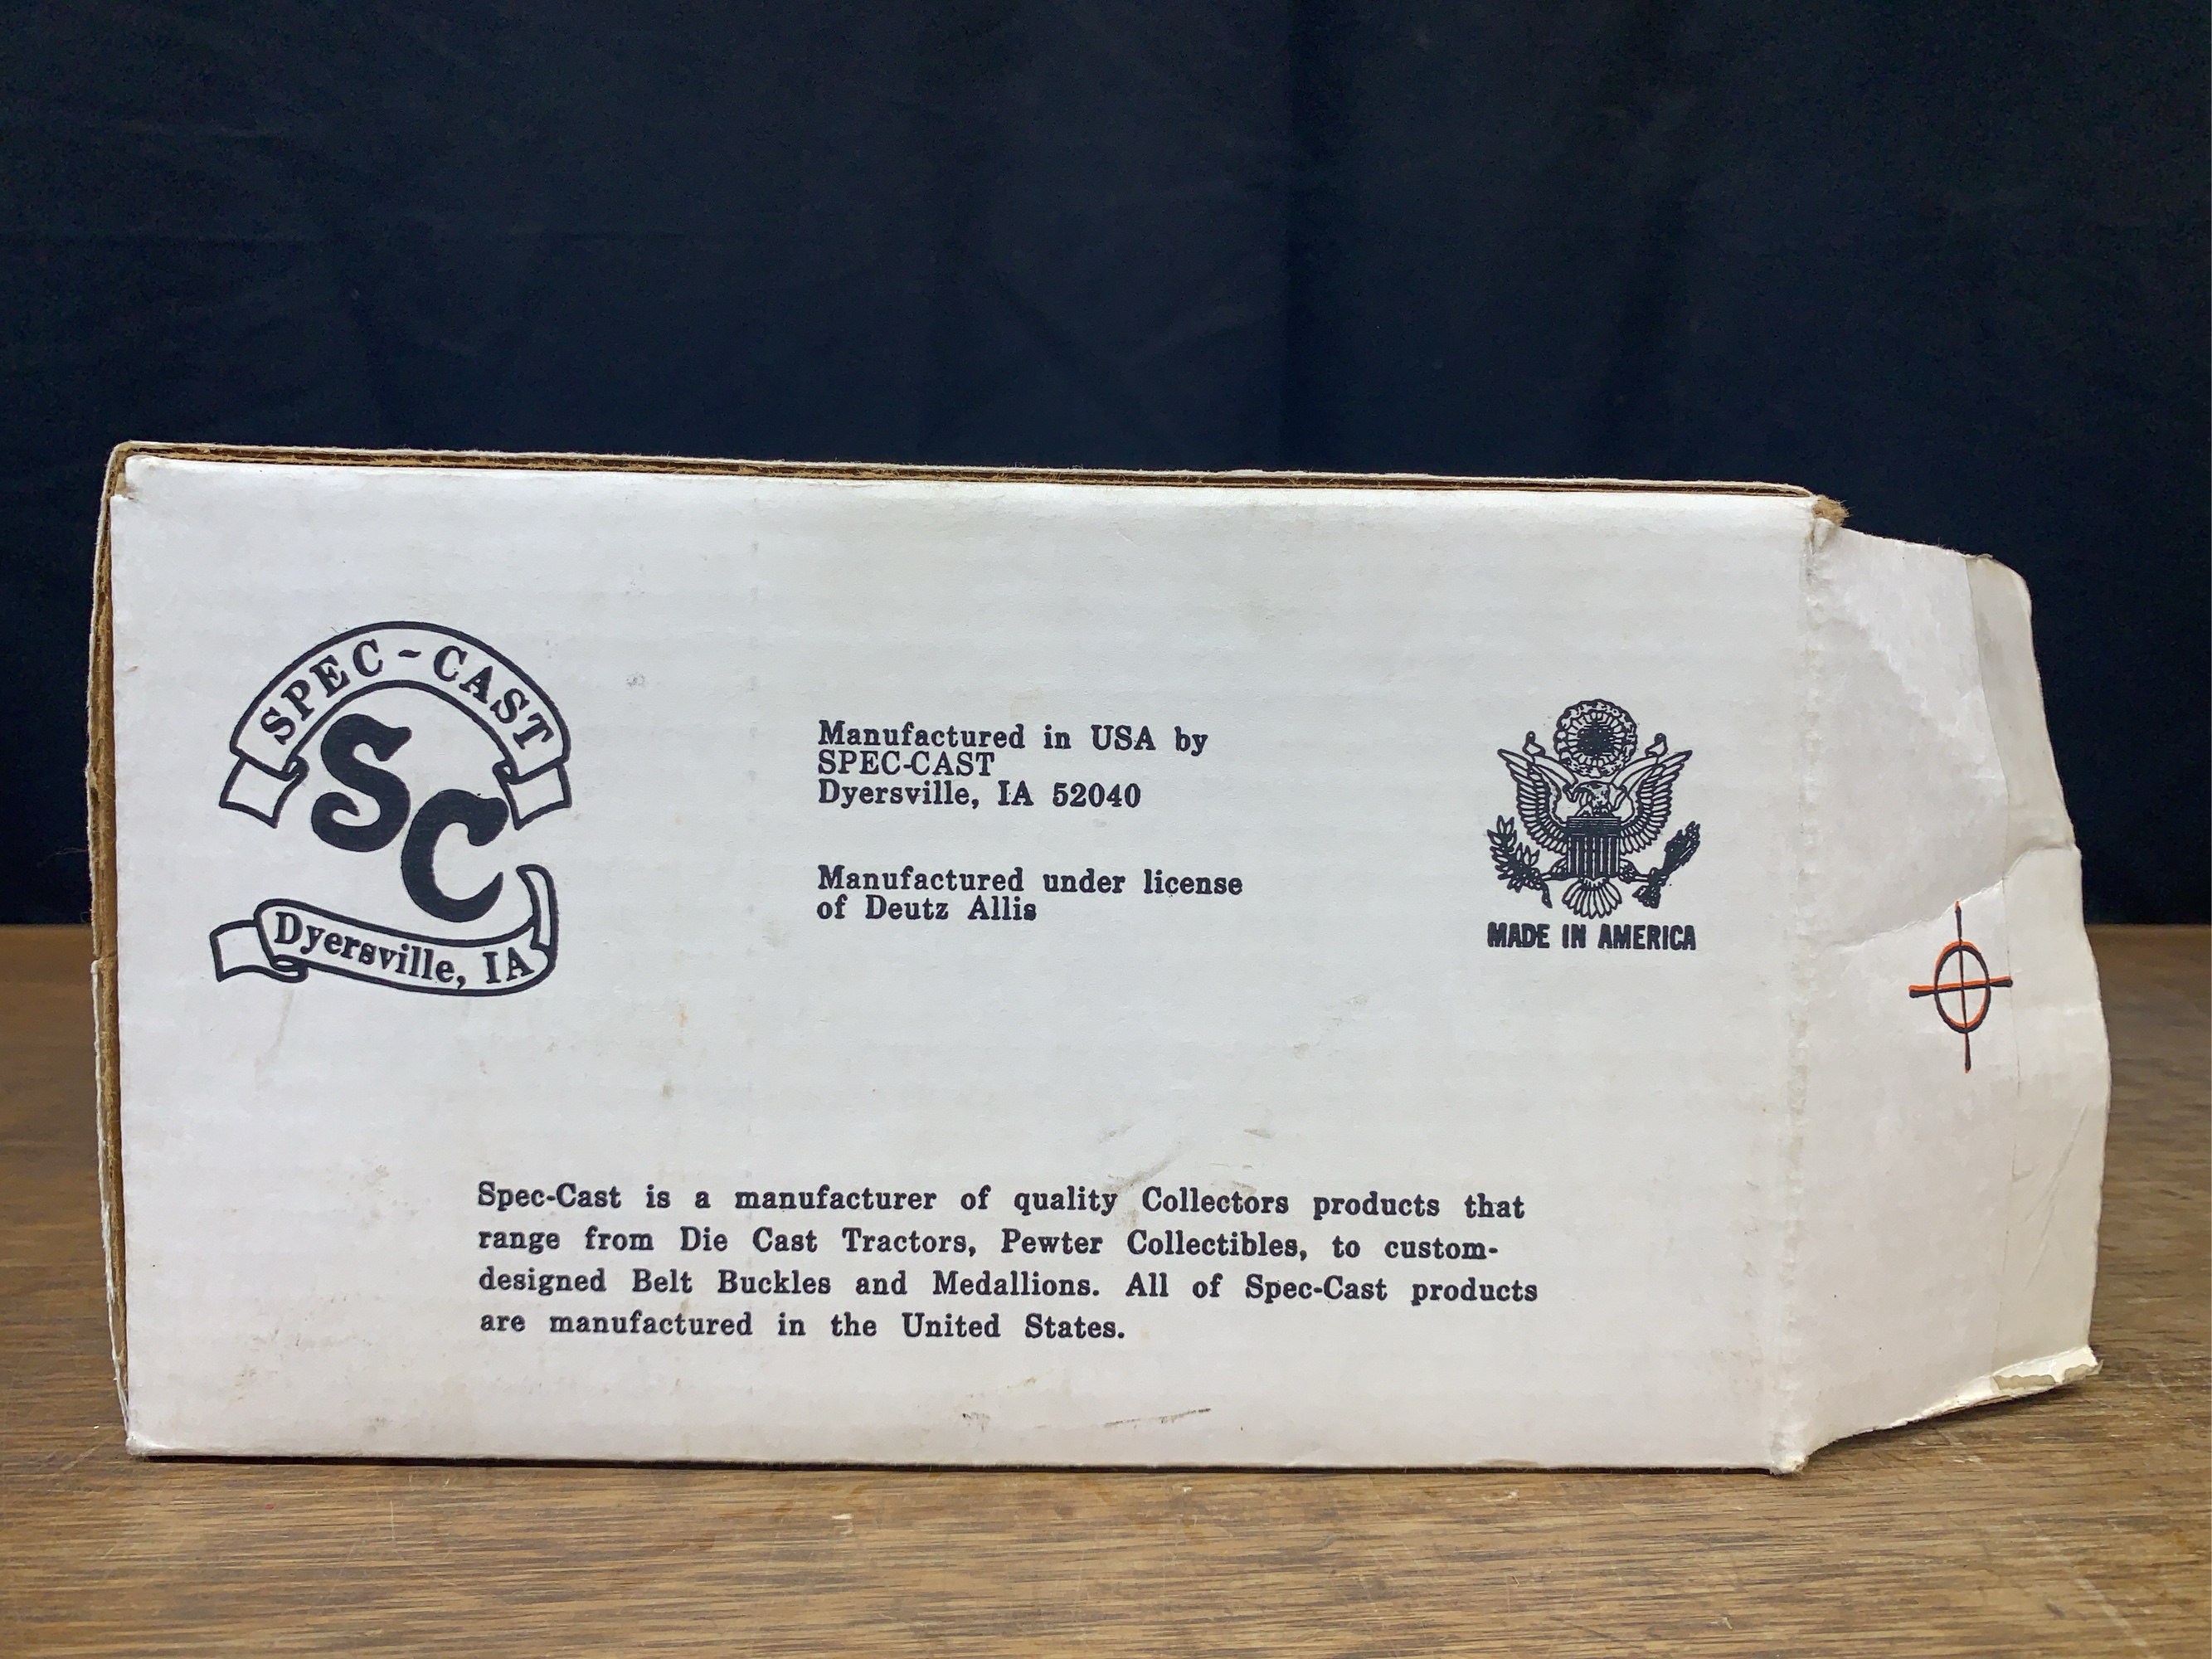 SPEC-CAST
SC
Dyersville, IA
Manufactured in USA by
SPEC-CAST
Dyersville, IA 52040
Manufactured under license
of Deutz Allis
MADE IN AMERICA
Spec-Cast is a manufacturer of quality Collectors products that
range from Die Cast Tractors, Pewter Collectibles, to custom-
designed Belt Buckles and Medallions. All of Spec-Cast products
are manufactured in the United States.